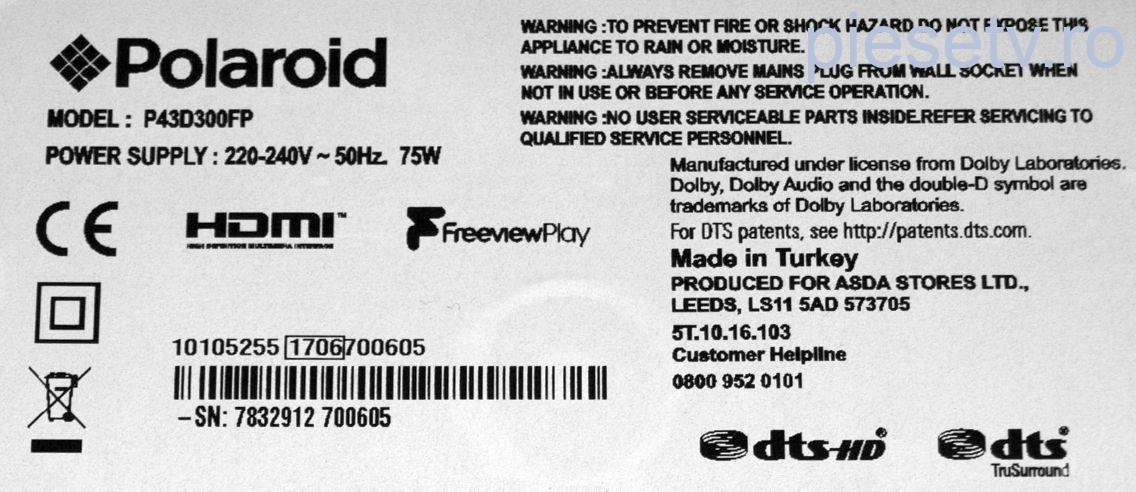 Polaroid
MODEL : P43D300FP
POWER SUPPLY : 220-240V ~ 50Hz. 75W
CE
HDMI™
HIGH DEFINITION MULTIMEDIA INTERFACE
FreeviewPlay
10105255 1706700605
–SN: 7832912 700605
WARNING :TO PREVENT FIRE OR SHOCK HAZARD DO NOT EXPOSE THIS
APPLIANCE TO RAIN OR MOISTURE.
WARNING :ALWAYS REMOVE MAINS PLUG FROM WALL SOCKET WHEN
NOT IN USE OR BEFORE ANY SERVICE OPERATION.
WARNING :NO USER SERVICEABLE PARTS INSIDE.REFER SERVICING TO
QUALIFIED SERVICE PERSONNEL.
piesetv.ro
Manufactured under license from Dolby Laboratories.
Dolby, Dolby Audio and the double-D symbol are
trademarks of Dolby Laboratories.
For DTS patents, see http://patents.dts.com.
Made in Turkey
PRODUCED FOR ASDA STORES LTD.,
LEEDS, LS11 5AD 573705
5T.10.16.103
Customer Helpline
0800 952 0101
dts-HD
dts
TruSurround